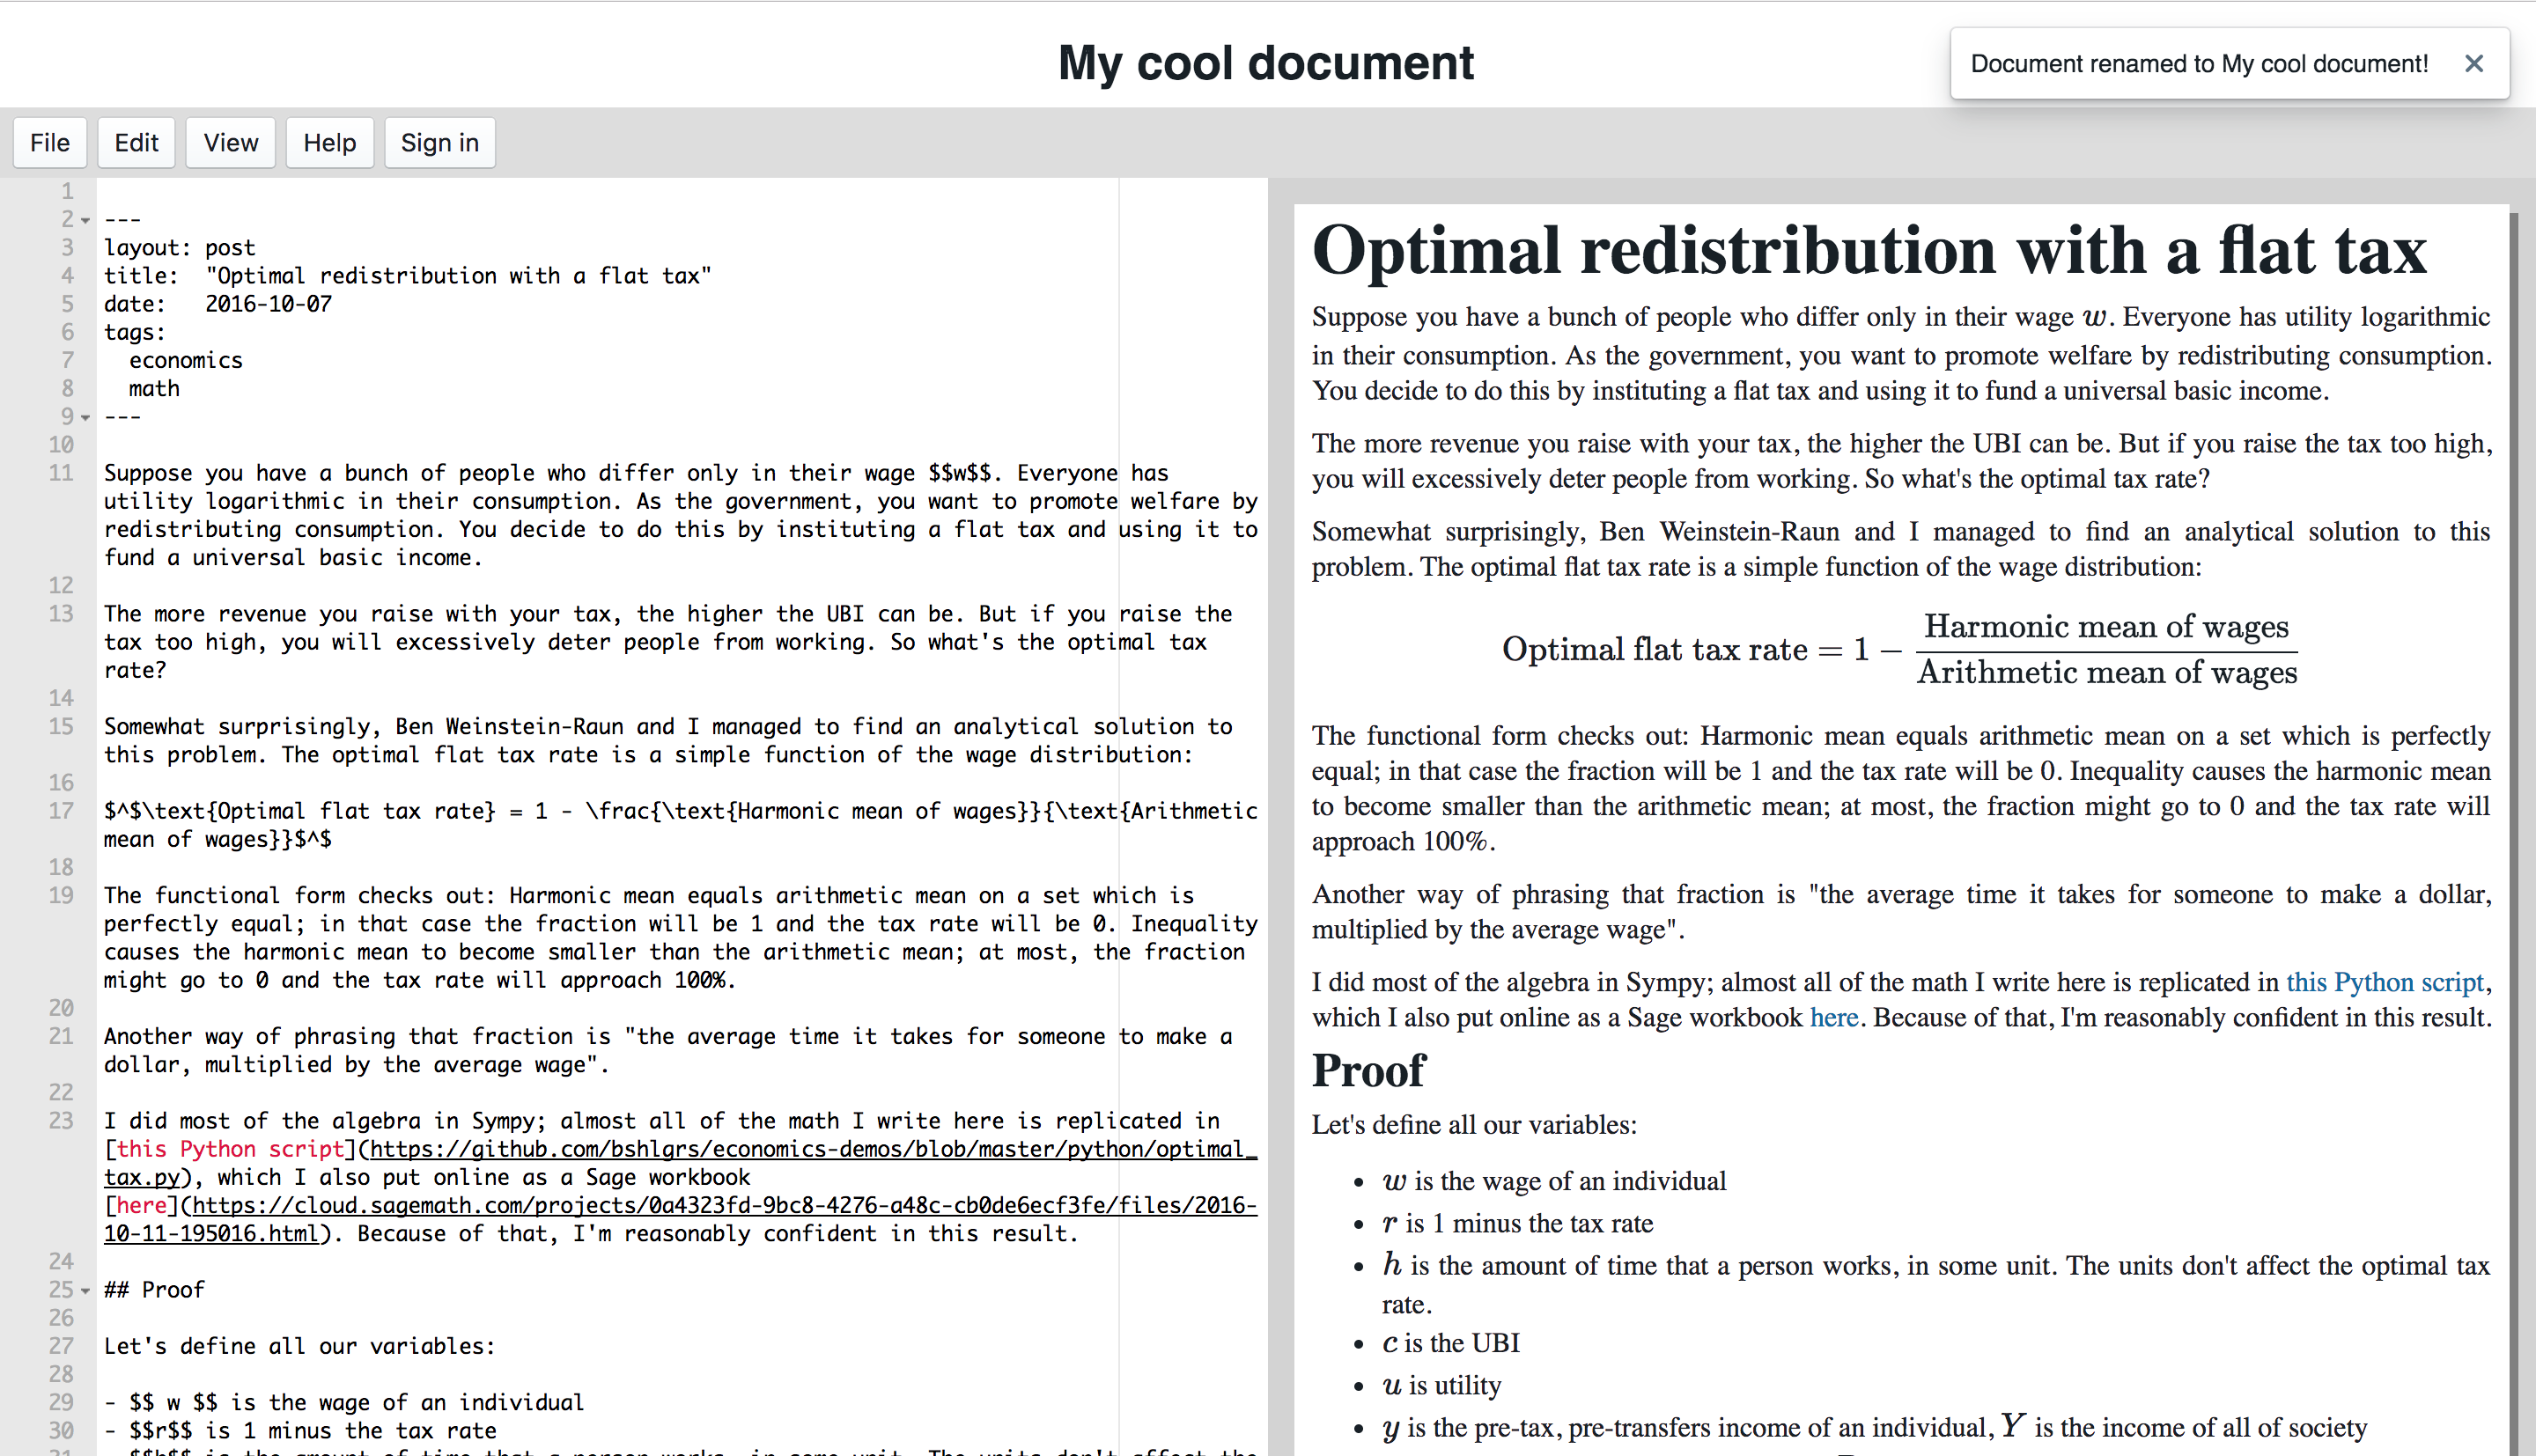 My cool document
Document renamed to My cool document! ×
File Edit View Help Sign in
1
2 ---
3 layout: post
4 title:  "Optimal redistribution with a flat tax"
5 date:   2016-10-07
6 tags:
7   economics
8   math
9 ---
10
11 Suppose you have a bunch of people who differ only in their wage $$w$$. Everyone has
utility logarithmic in their consumption. As the government, you want to promote welfare by
redistributing consumption. You decide to do this by instituting a flat tax and using it to
fund a universal basic income.
12
13 The more revenue you raise with your tax, the higher the UBI can be. But if you raise the
tax too high, you will excessively deter people from working. So what's the optimal tax
rate?
14
15 Somewhat surprisingly, Ben Weinstein-Raun and I managed to find an analytical solution to
this problem. The optimal flat tax rate is a simple function of the wage distribution:
16
17 $^$\text{Optimal flat tax rate} = 1 - \frac{\text{Harmonic mean of wages}}{\text{Arithmetic
mean of wages}}$^$
18
19 The functional form checks out: Harmonic mean equals arithmetic mean on a set which is
perfectly equal; in that case the fraction will be 1 and the tax rate will be 0. Inequality
causes the harmonic mean to become smaller than the arithmetic mean; at most, the fraction
might go to 0 and the tax rate will approach 100%.
20
21 Another way of phrasing that fraction is "the average time it takes for someone to make a
dollar, multiplied by the average wage".
22
23 I did most of the algebra in Sympy; almost all of the math I write here is replicated in
[this Python script](https://github.com/bshlgrs/economics-demos/blob/master/python/optimal_
tax.py), which I also put online as a Sage workbook
[here](https://cloud.sagemath.com/projects/0a4323fd-9bc8-4276-a48c-cb0de6ecf3fe/files/2016-
10-11-195016.html). Because of that, I'm reasonably confident in this result.
24
25 ## Proof
26
27 Let's define all our variables:
28
29 - $$ w $$ is the wage of an individual
30 - $$r$$ is 1 minus the tax rate
31 - $$h$$ is the amount of time that a person works, in some unit. The units don't affect the
Optimal redistribution with a flat tax
Suppose you have a bunch of people who differ only in their wage w. Everyone has utility logarithmic
in their consumption. As the government, you want to promote welfare by redistributing consumption.
You decide to do this by instituting a flat tax and using it to fund a universal basic income.
The more revenue you raise with your tax, the higher the UBI can be. But if you raise the tax too high,
you will excessively deter people from working. So what's the optimal tax rate?
Somewhat surprisingly, Ben Weinstein-Raun and I managed to find an analytical solution to this
problem. The optimal flat tax rate is a simple function of the wage distribution:
Optimal flat tax rate = 1 − Harmonic mean of wages
Arithmetic mean of wages
The functional form checks out: Harmonic mean equals arithmetic mean on a set which is perfectly
equal; in that case the fraction will be 1 and the tax rate will be 0. Inequality causes the harmonic mean
to become smaller than the arithmetic mean; at most, the fraction might go to 0 and the tax rate will
approach 100%.
Another way of phrasing that fraction is "the average time it takes for someone to make a dollar,
multiplied by the average wage".
I did most of the algebra in Sympy; almost all of the math I write here is replicated in this Python script,
which I also put online as a Sage workbook here. Because of that, I'm reasonably confident in this result.
Proof
Let's define all our variables:
• w is the wage of an individual
• r is 1 minus the tax rate
• h is the amount of time that a person works, in some unit. The units don't affect the optimal tax
rate.
• c is the UBI
• u is utility
• y is the pre-tax, pre-transfers income of an individual, Y is the income of all of society